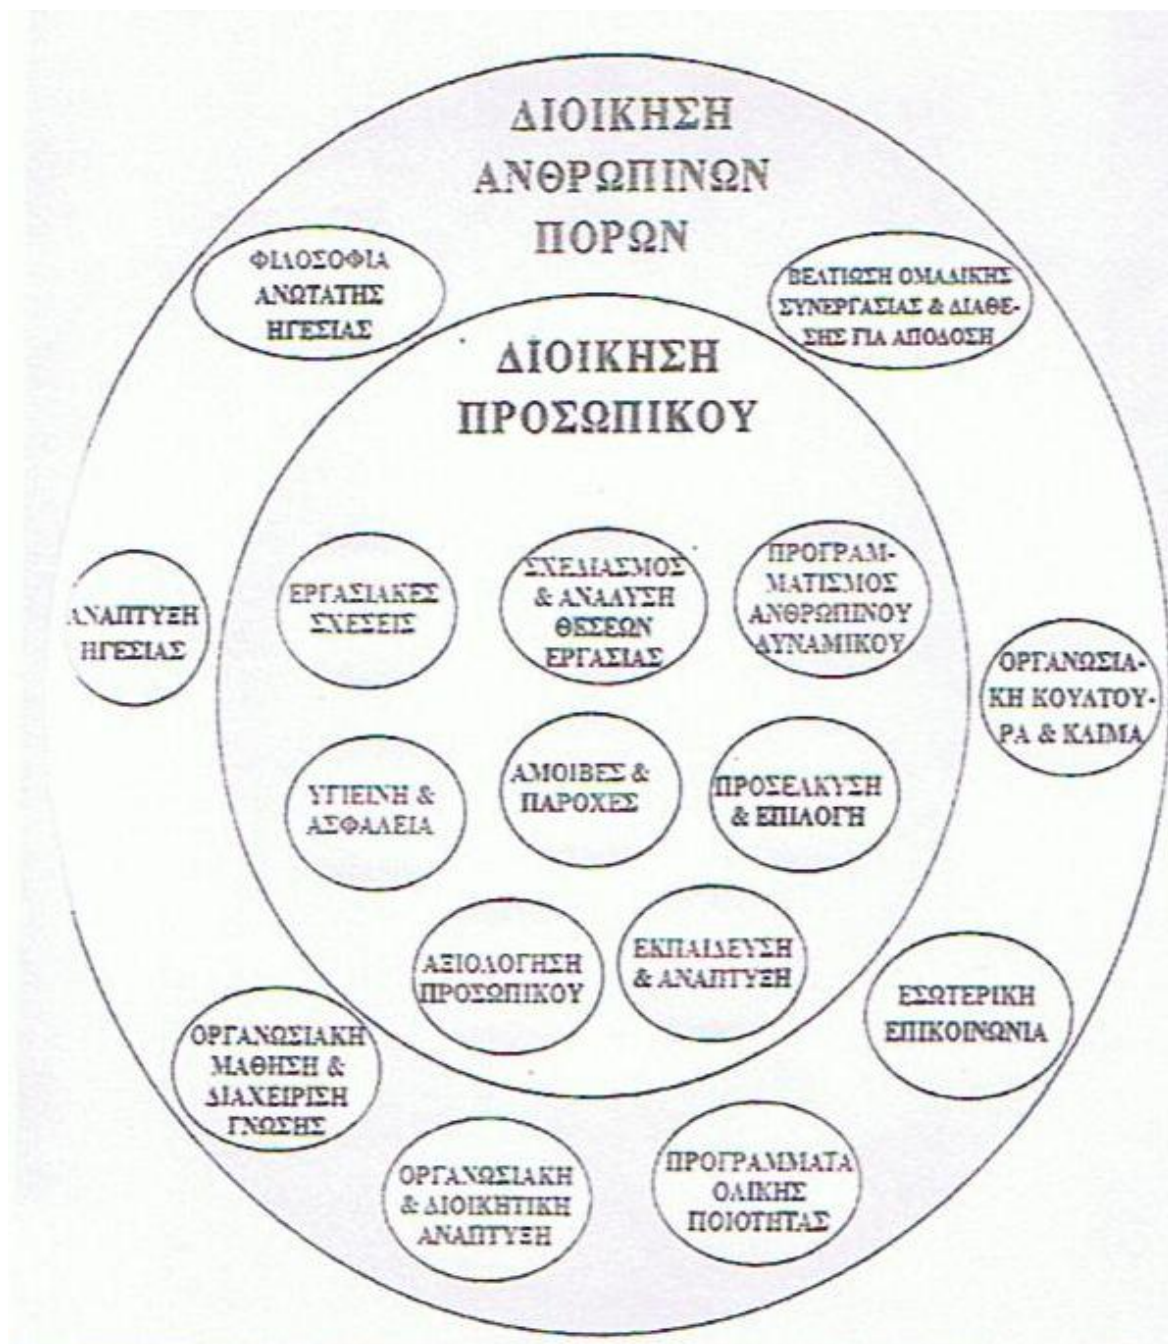 ΔΙΟΙΚΗΣΗ
ΑΝΘΡΩΠΙΝΩΝ
ΠΟΡΩΝ
ΦΙΛΟΣΟΦΙΑ
ΑΝΩΤΑΤΗΣ
ΗΓΕΣΙΑΣ
ΒΕΛΤΙΩΣΗ ΟΜΑΔΙΚΗΣ
ΣΥΝΕΡΓΑΣΙΑΣ & ΔΙΑΘΕ-
ΣΗΣ ΓΙΑ ΑΠΟΔΟΣΗ
ΔΙΟΙΚΗΣΗ
ΠΡΟΣΩΠΙΚΟΥ
ΕΡΓΑΣΙΑΚΕΣ
ΣΧΕΣΕΙΣ
ΣΧΕΔΙΑΣΜΟΣ
& ΑΝΑΛΥΣΗ
ΘΕΣΕΩΝ
ΕΡΓΑΣΙΑΣ
ΠΡΟΓΡΑΜ-
ΜΑΤΙΣΜΟΣ
ΑΝΘΡΩΠΙΝΟΥ
ΔΥΝΑΜΙΚΟΥ
ΑΝΑΠΤΥΞΗ
ΗΓΕΣΙΑΣ
ΟΡΓΑΝΩΣΙΑ-
ΚΗ ΚΟΥΛΤΟΥ-
ΡΑ & ΚΛΙΜΑ
ΥΓΙΕΙΝΗ &
ΑΣΦΑΛΕΙΑ
ΑΜΟΙΒΕΣ &
ΠΑΡΟΧΕΣ
ΠΡΟΣΕΛΚΥΣΗ
& ΕΠΙΛΟΓΗ
ΑΞΙΟΛΟΓΗΣΗ
ΠΡΟΣΩΠΙΚΟΥ
ΕΚΠΑΙΔΕΥΣΗ
& ΑΝΑΠΤΥΞΗ
ΕΣΩΤΕΡΙΚΗ
ΕΠΙΚΟΙΝΩΝΙΑ
ΟΡΓΑΝΩΣΙΑΚΗ
ΜΑΘΗΣΗ &
ΔΙΑΧΕΙΡΙΣΗ
ΓΝΩΣΗΣ
ΟΡΓΑΝΩΣΙΑΚΗ
& ΔΙΟΙΚΗΤΙΚΗ
ΑΝΑΠΤΥΞΗ
ΠΡΟΓΡΑΜΜΑΤΑ
ΟΛΙΚΗΣ
ΠΟΙΟΤΗΤΑΣ